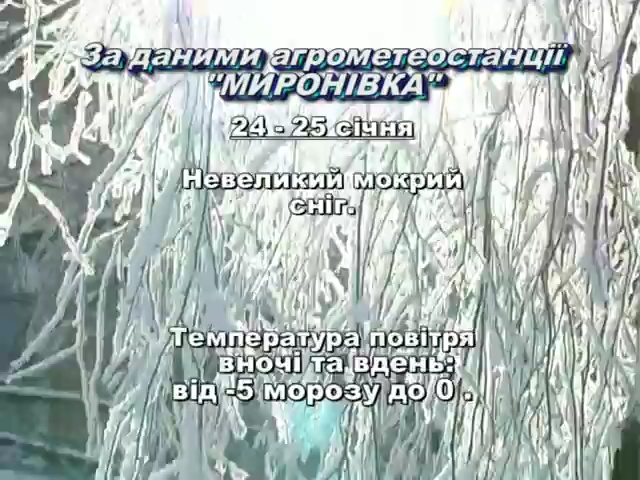 За даними агрометеостанції
"МИРОНІВКА"
24 - 25 січня
Невеликий мокрий
сніг.
Температура повітря
вночі та вдень:
від -5 морозу до 0 .